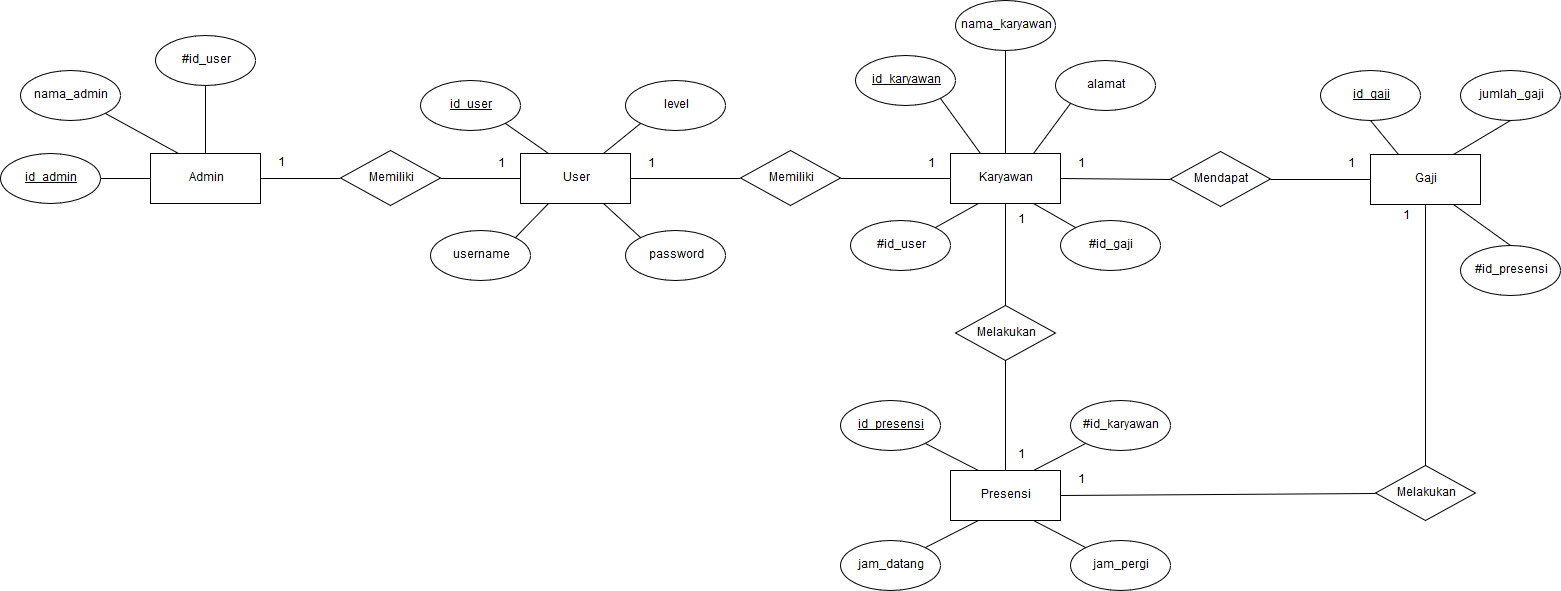 nama_karyawan
#id_user
id_karyawan
alamat
nama_admin
id_user
level
id_gaji
jumlah_gaji
id_admin
Admin
1
Memiliki
1
User
1
Memiliki
1
Karyawan
1
Mendapat
1
Gaji
1
1
#id_user
#id_gaji
username
password
#id_presensi
Melakukan
id_presensi
#id_karyawan
1
1
Presensi
Melakukan
jam_datang
jam_pergi